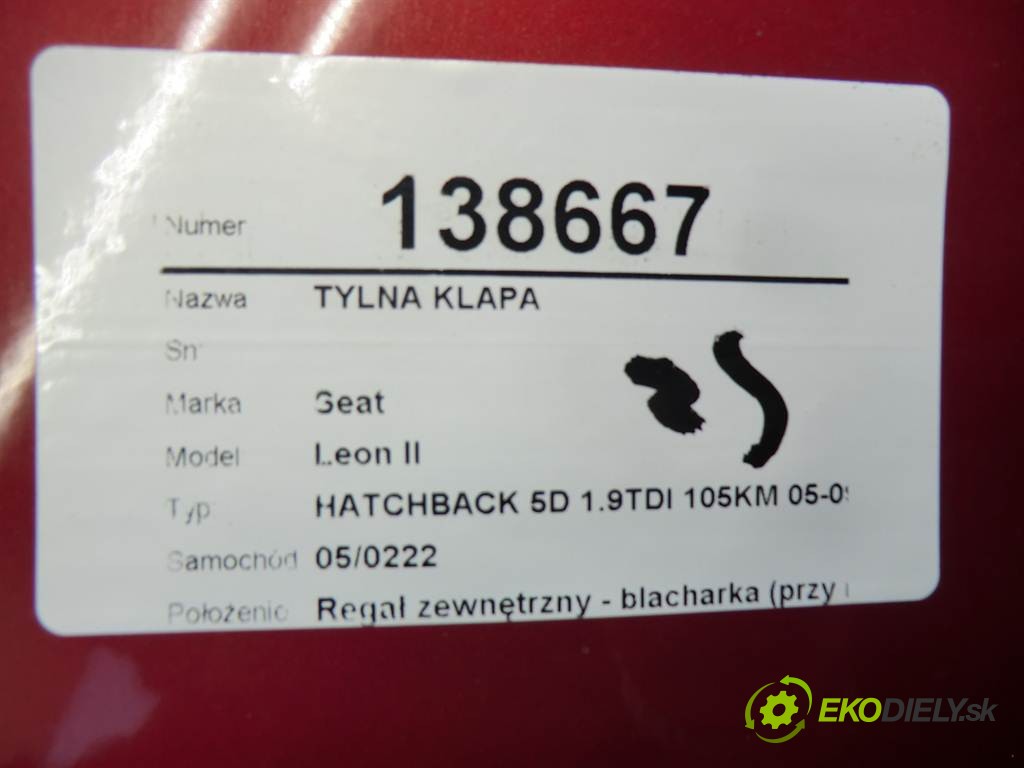 Numer 138667
Nazwa TYLNA KLAPA
Sn
Marka Seat
Model Leon II
Typ HATCHBACK 5D 1.9TDI 105KM 05-09
Samochód 05/0222
Położenie Regał zewnętrzny - blacharka (przy
EKODIELY.sk